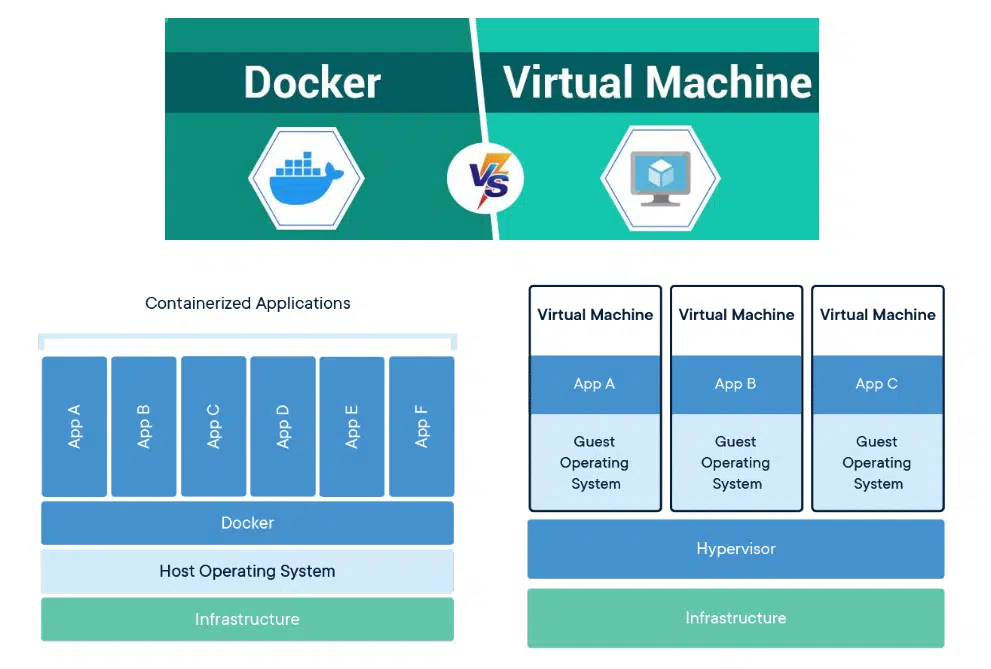 Docker
VS
Virtual Machine
Containerized Applications
App A
App B
App C
App D
App E
App F
Docker
Host Operating System
Infrastructure
Virtual Machine
App A
Guest
Operating
System
Virtual Machine
App B
Guest
Operating
System
Virtual Machine
App C
Guest
Operating
System
Hypervisor
Infrastructure